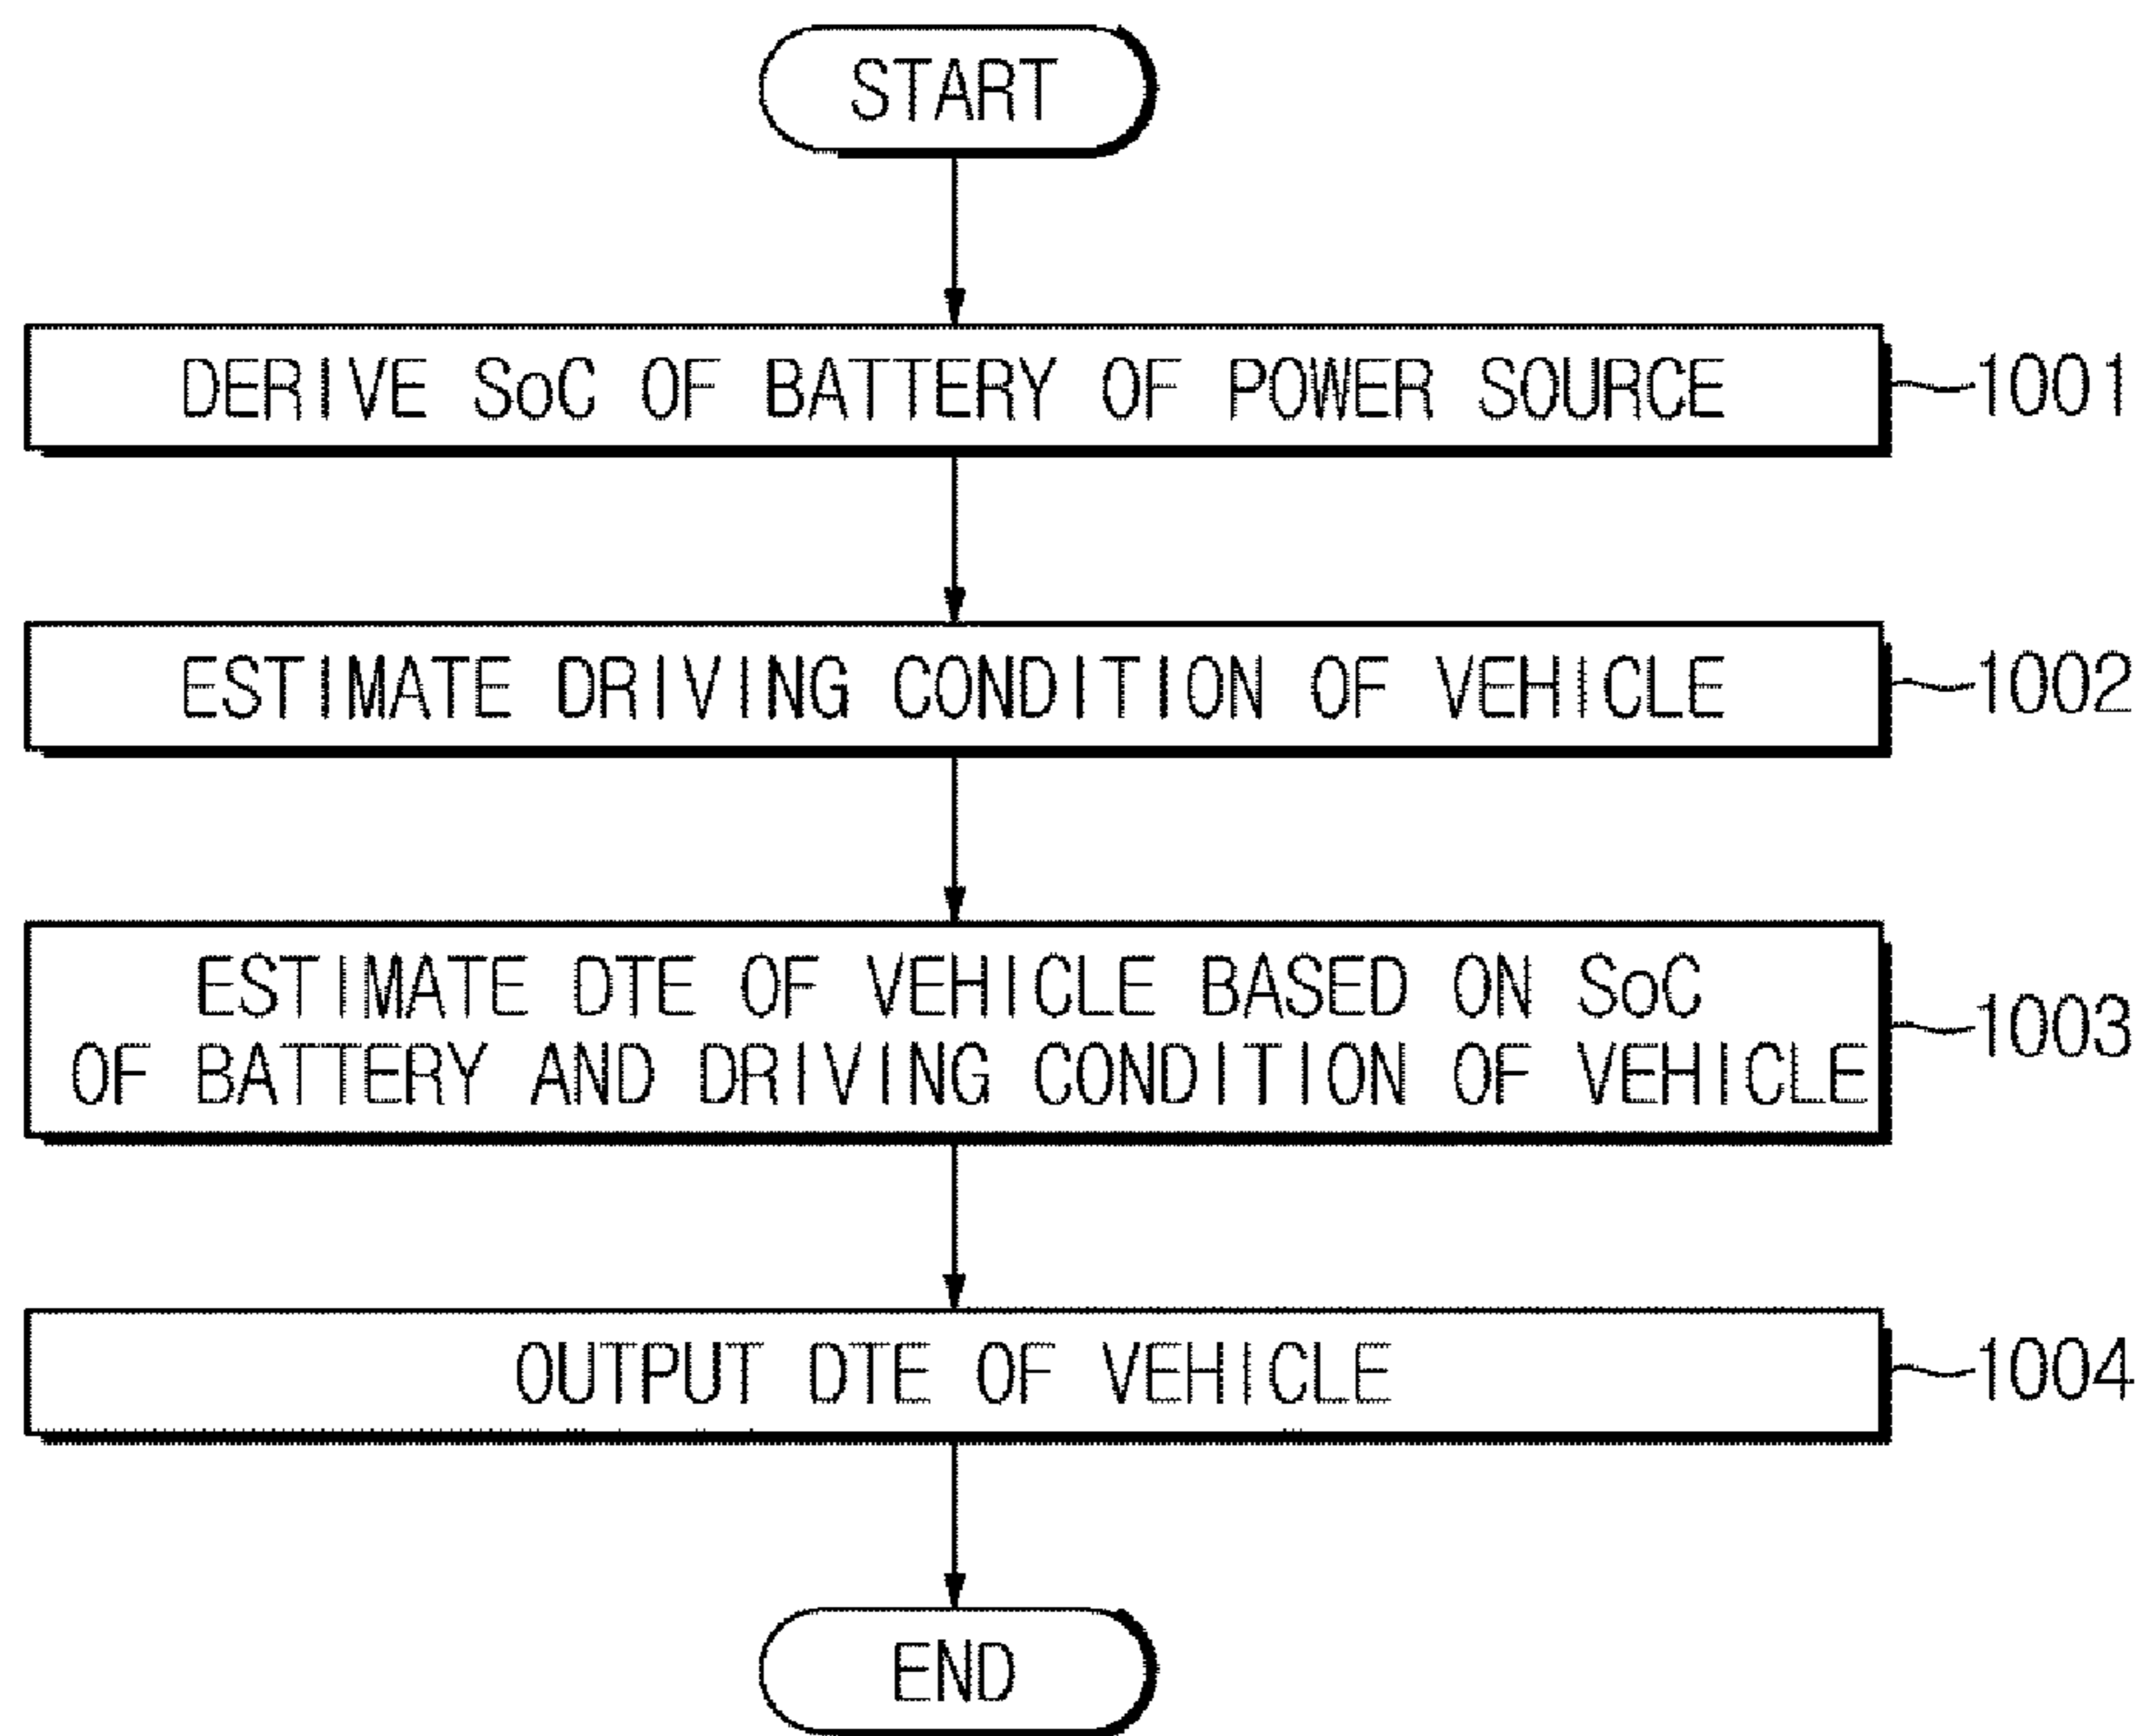 START
DERIVE SoC OF BATTERY OF POWER SOURCE
1001
ESTIMATE DRIVING CONDITION OF VEHICLE
1002
ESTIMATE DTE OF VEHICLE BASED ON SoC
OF BATTERY AND DRIVING CONDITION OF VEHICLE
1003
OUTPUT DTE OF VEHICLE
1004
END